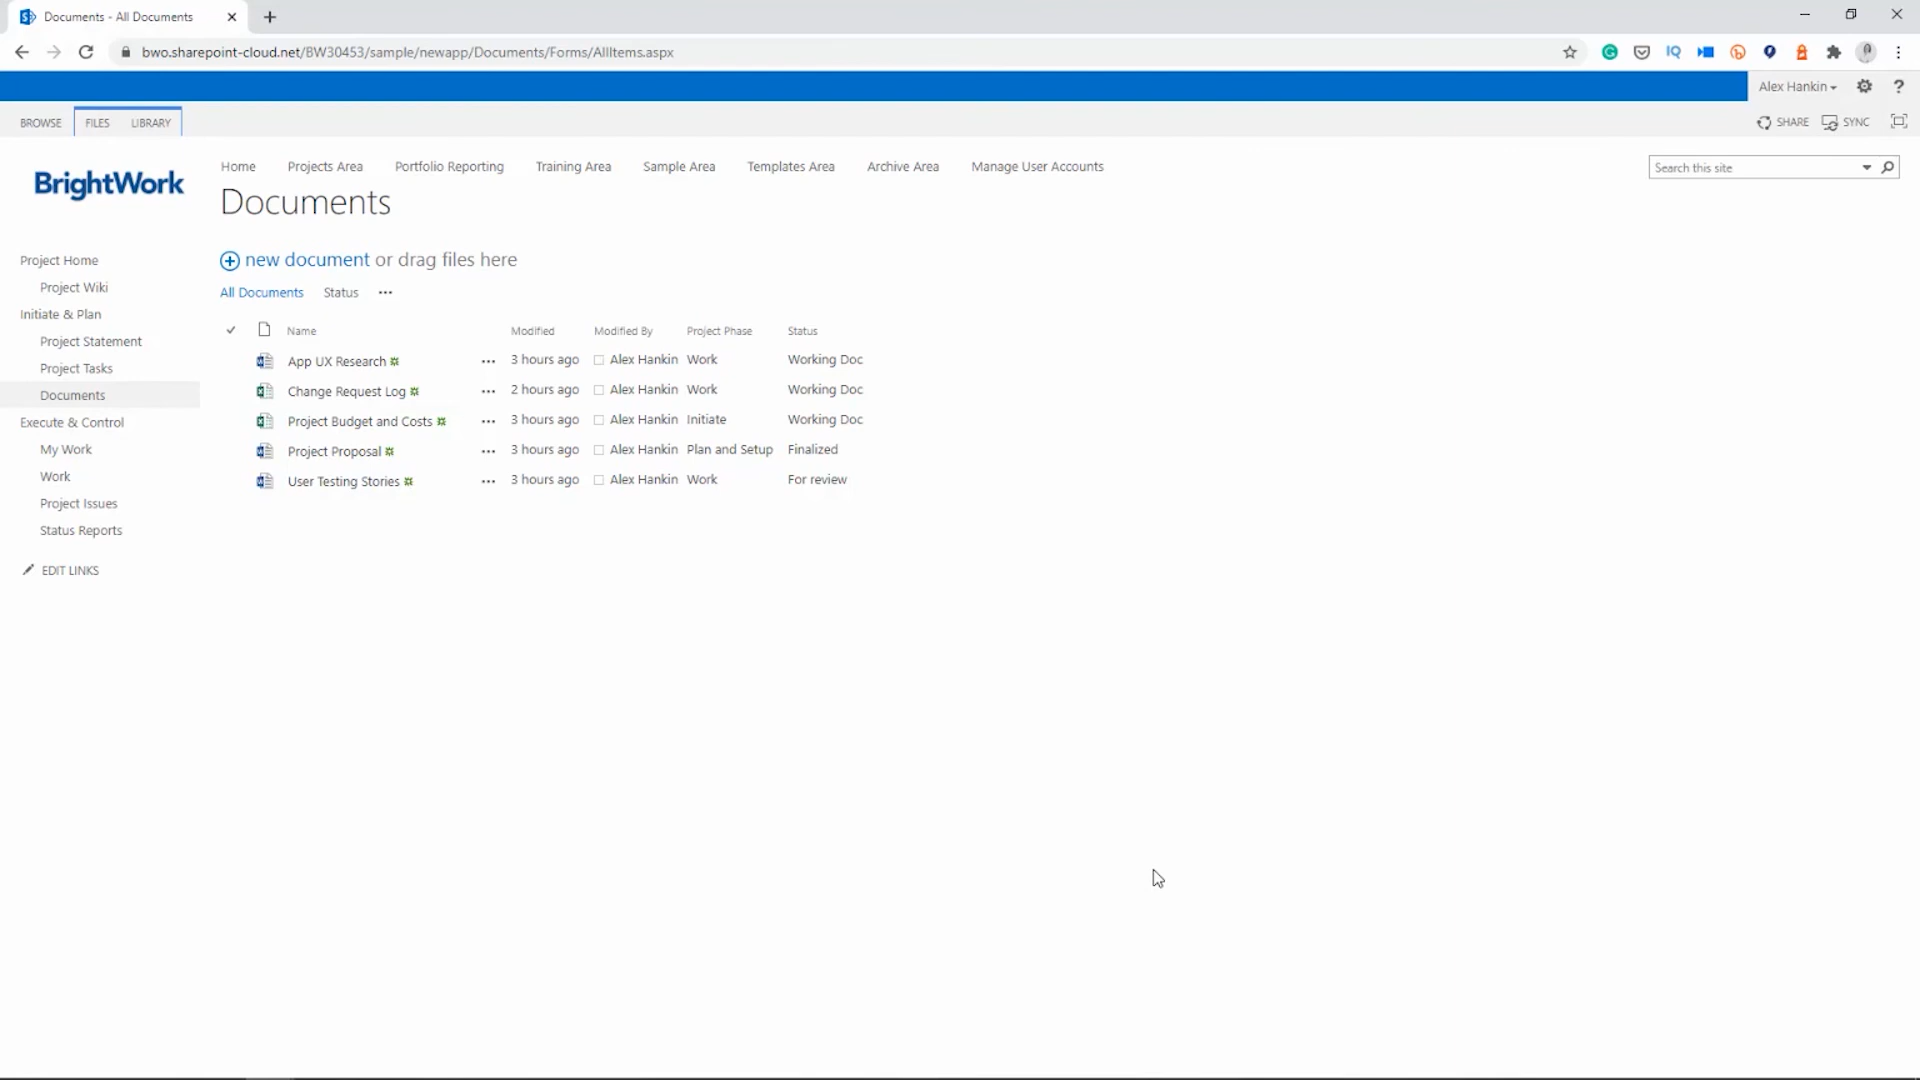 Documents - All Documents
bwo.sharepoint-cloud.net/BW30453/sample/newapp/Documents/Forms/AllItems.aspx
IQ
Alex Hankin
?
BROWSE FILES LIBRARY SHARE SYNC
BrightWork
Home Projects Area Portfolio Reporting Training Area Sample Area Templates Area Archive Area Manage User Accounts
Search this site
Documents
new document or drag files here
All Documents Status ...
Name Modified Modified By Project Phase Status
App UX Research ... 3 hours ago Alex Hankin Work Working Doc
Change Request Log ... 2 hours ago Alex Hankin Work Working Doc
Project Budget and Costs ... 3 hours ago Alex Hankin Initiate Working Doc
Project Proposal ... 3 hours ago Alex Hankin Plan and Setup Finalized
User Testing Stories ... 3 hours ago Alex Hankin Work For review
Project Home
Project Wiki
Initiate & Plan
Project Statement
Project Tasks
Documents
Execute & Control
My Work
Work
Project Issues
Status Reports
EDIT LINKS